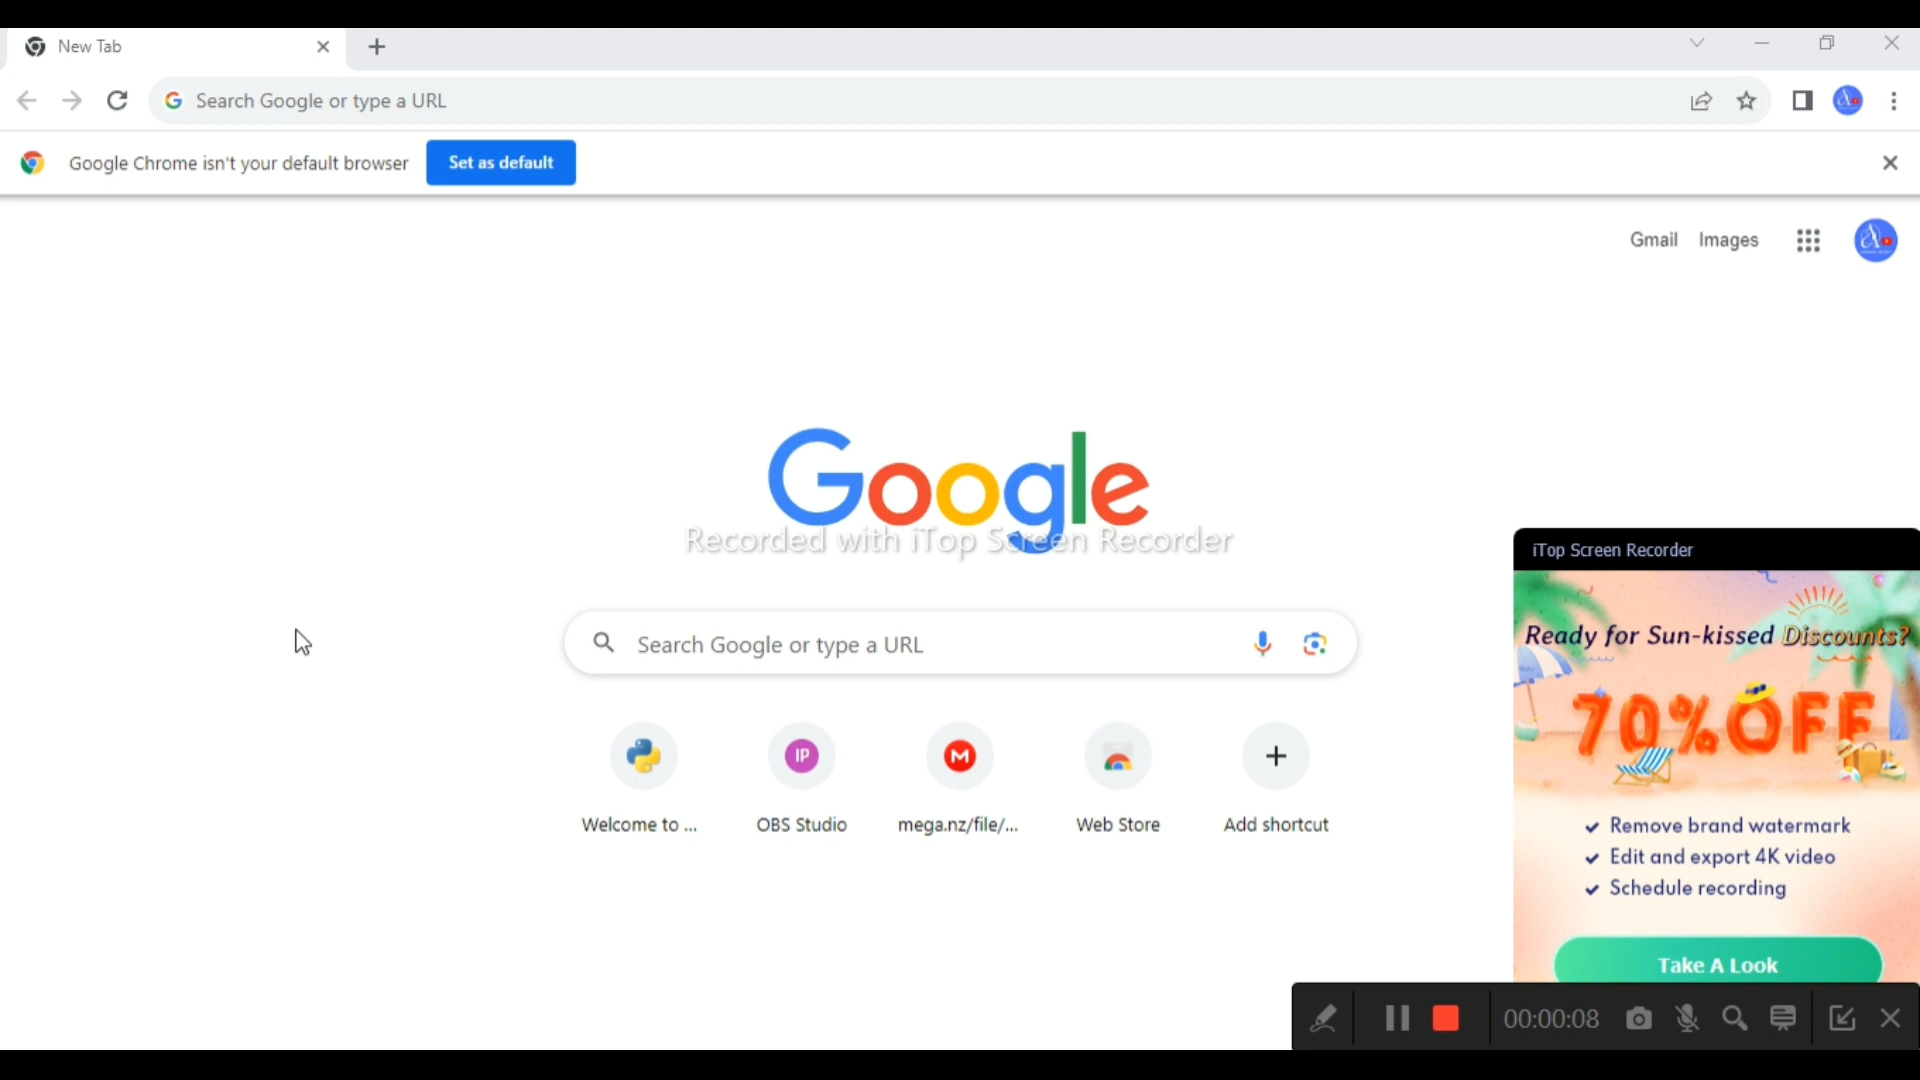 New Tab
Search Google or type a URL
Google Chrome isn't your default browser
Set as default
Gmail Images
Google
Recorded with iTop Screen Recorder
Search Google or type a URL
Welcome to ...
OBS Studio
mega.nz/file/...
Web Store
Add shortcut
IP
M
iTop Screen Recorder
Ready for Sun-kissed Discounts?
70%OFF
Remove brand watermark
Edit and export 4K video
Schedule recording
Take A Look
00:00:08